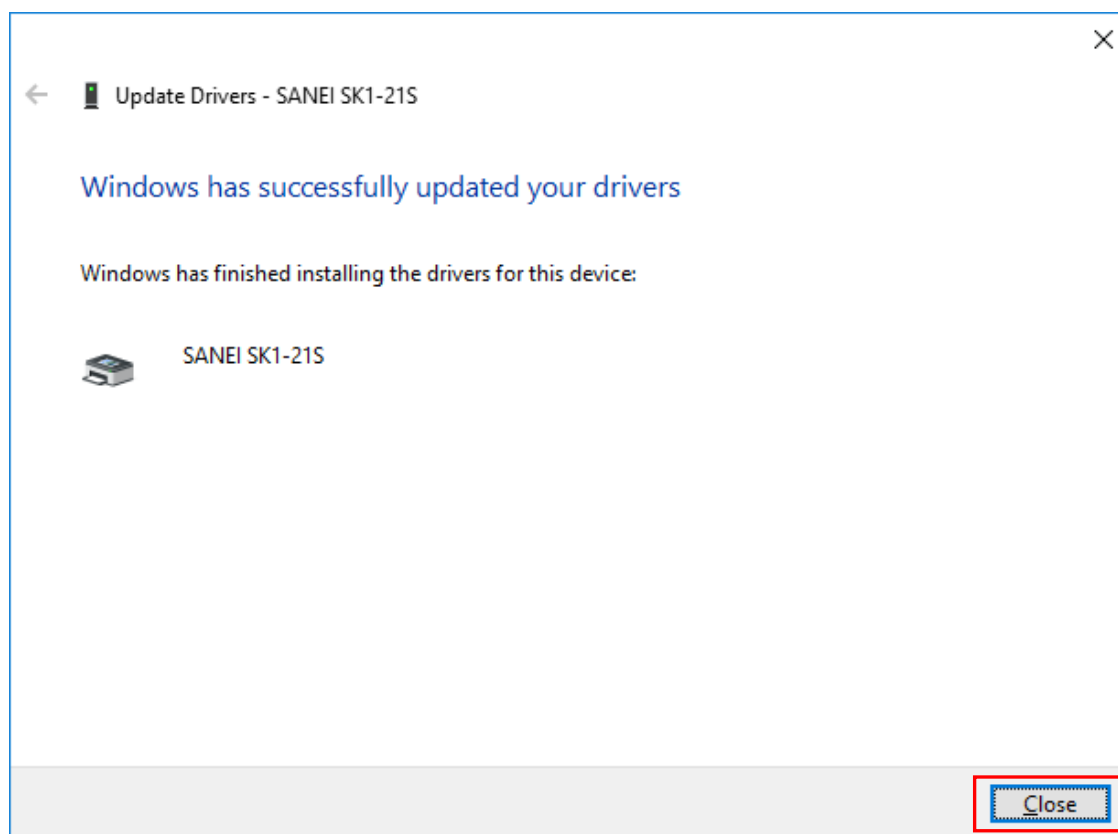 Update Drivers - SANEI SK1-21S
Windows has successfully updated your drivers
Windows has finished installing the drivers for this device:
SANEI SK1-21S
Close